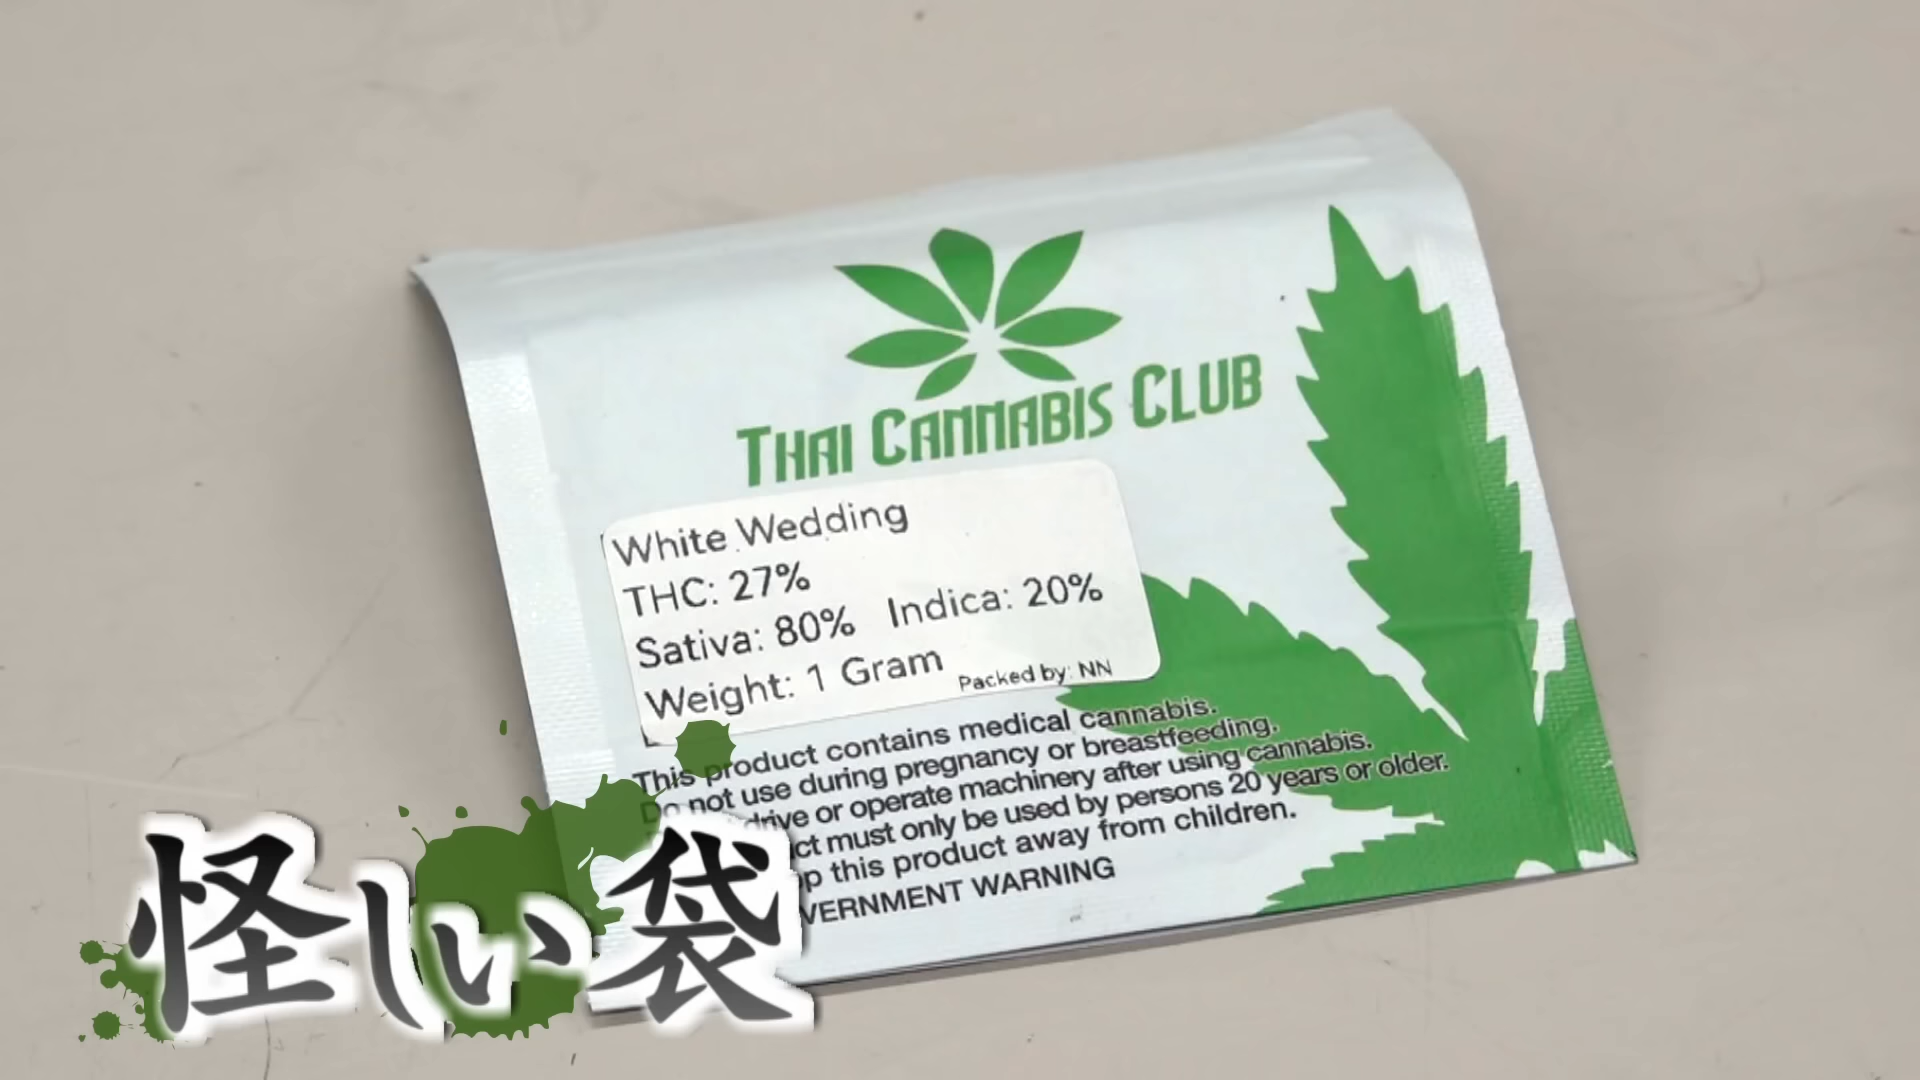 THAI CANNABIS CLUB
White Wedding
THC: 27%
Sativa: 80% Indica: 20%
Weight: 1 Gram Packed by: NN
This product contains medical cannabis.
Do not use during pregnancy or breastfeeding.
drive or operate machinery after using cannabis.
must only be used by persons 20 years or older.
this product away from children.
WARNING
怪しい袋